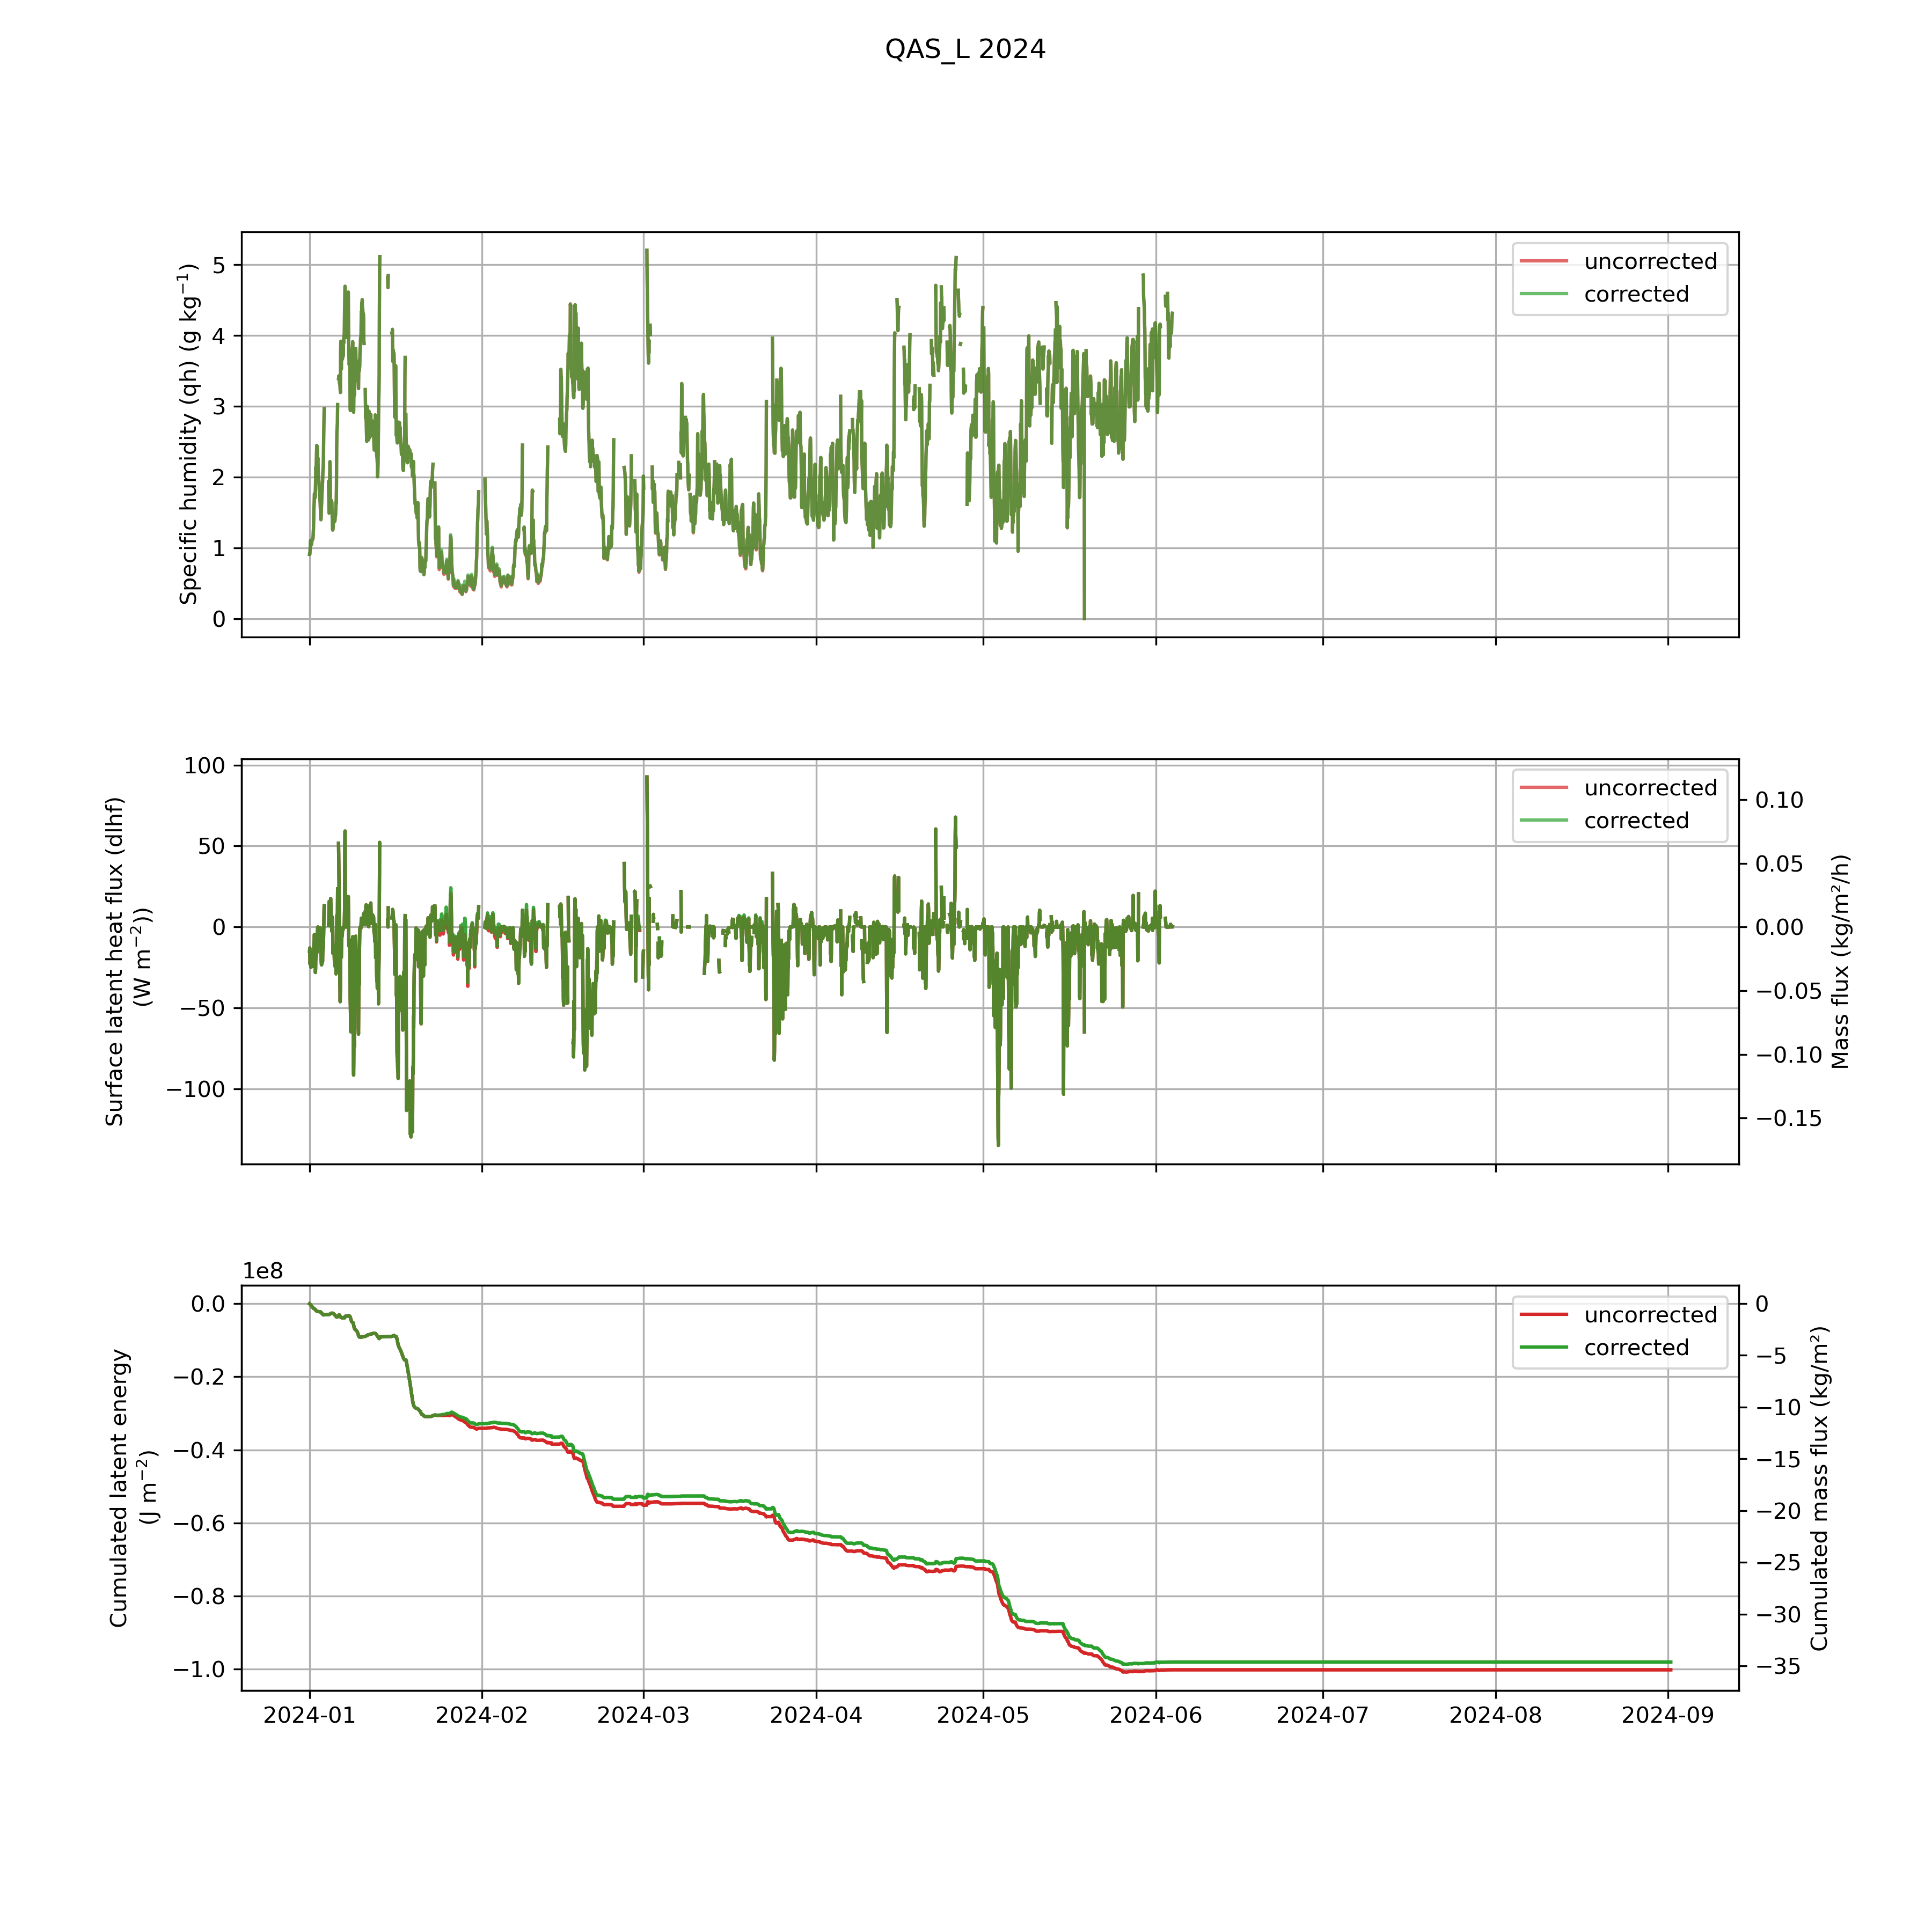 QAS_L 2024
Specific humidity (qh) (g kg⁻¹)
5
4
3
2
1
0
uncorrected
corrected
Surface latent heat flux (dlhf)
(W m⁻²))
100
50
0
−50
−100
uncorrected
corrected
0.10
0.05
0.00
−0.05
−0.10
−0.15
Mass flux (kg/m²/h)
1e8
Cumulated latent energy
(J m⁻²)
0.0
−0.2
−0.4
−0.6
−0.8
−1.0
uncorrected
corrected
0
−5
−10
−15
−20
−25
−30
−35
Cumulated mass flux (kg/m²)
2024-01 2024-02 2024-03 2024-04 2024-05 2024-06 2024-07 2024-08 2024-09